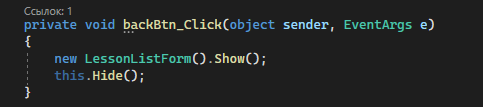 Ссылок: 1
private void backBtn_Click(object sender, EventArgs e)
{
    new LessonListForm().Show();
    this.Hide();
}